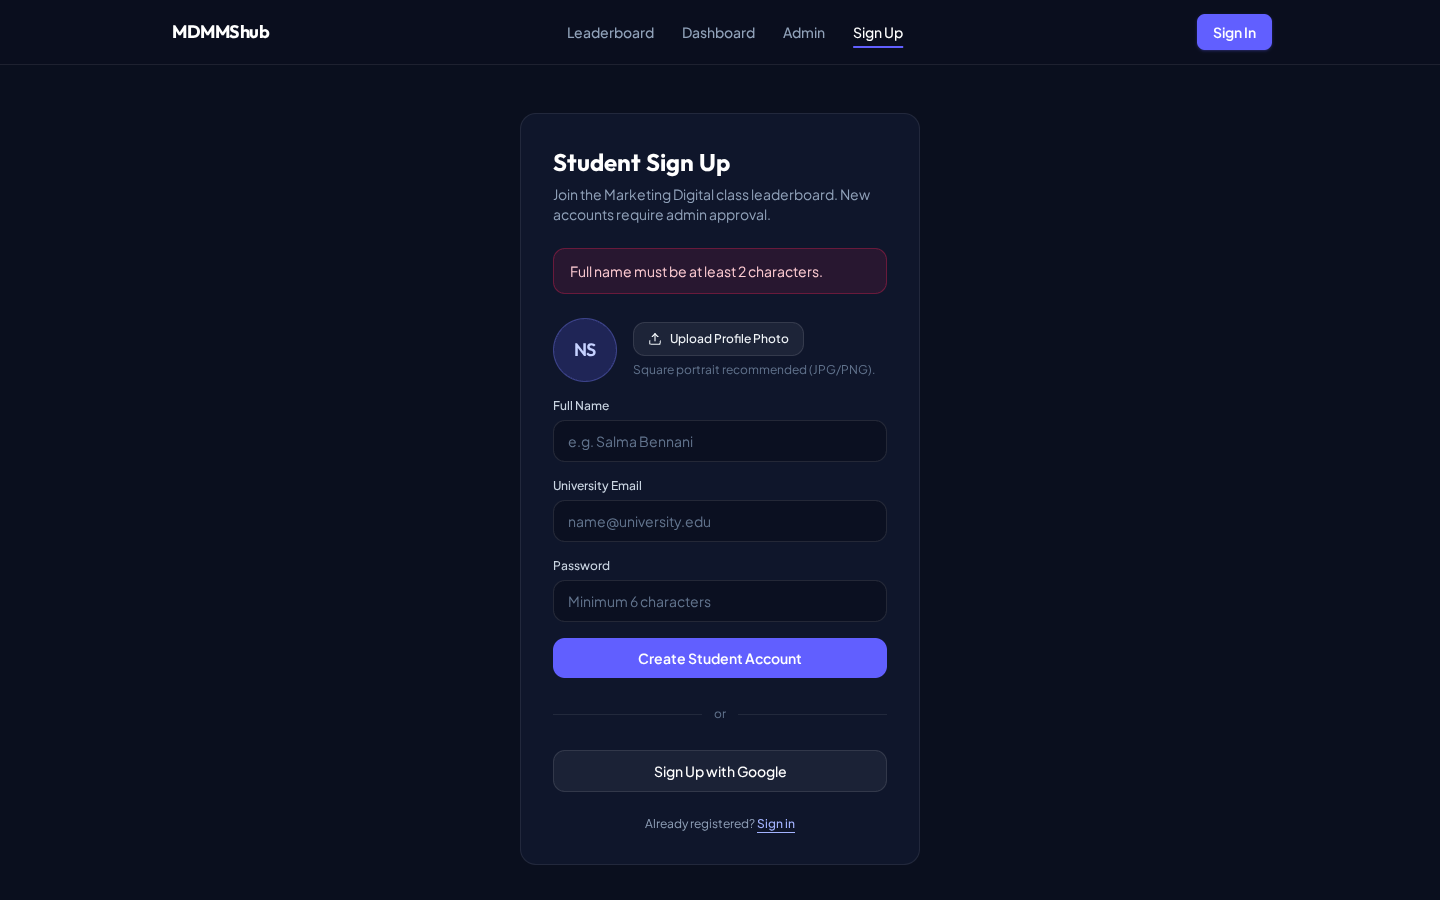 MDMMShub
Leaderboard
Dashboard
Admin
Sign Up
Sign In
Student Sign Up
Join the Marketing Digital class leaderboard. New
accounts require admin approval.
Full name must be at least 2 characters.
NS
Upload Profile Photo
Square portrait recommended (JPG/PNG).
Full Name
e.g. Salma Bennani
University Email
name@university.edu
Password
Minimum 6 characters
Create Student Account
or
Sign Up with Google
Already registered? Sign in